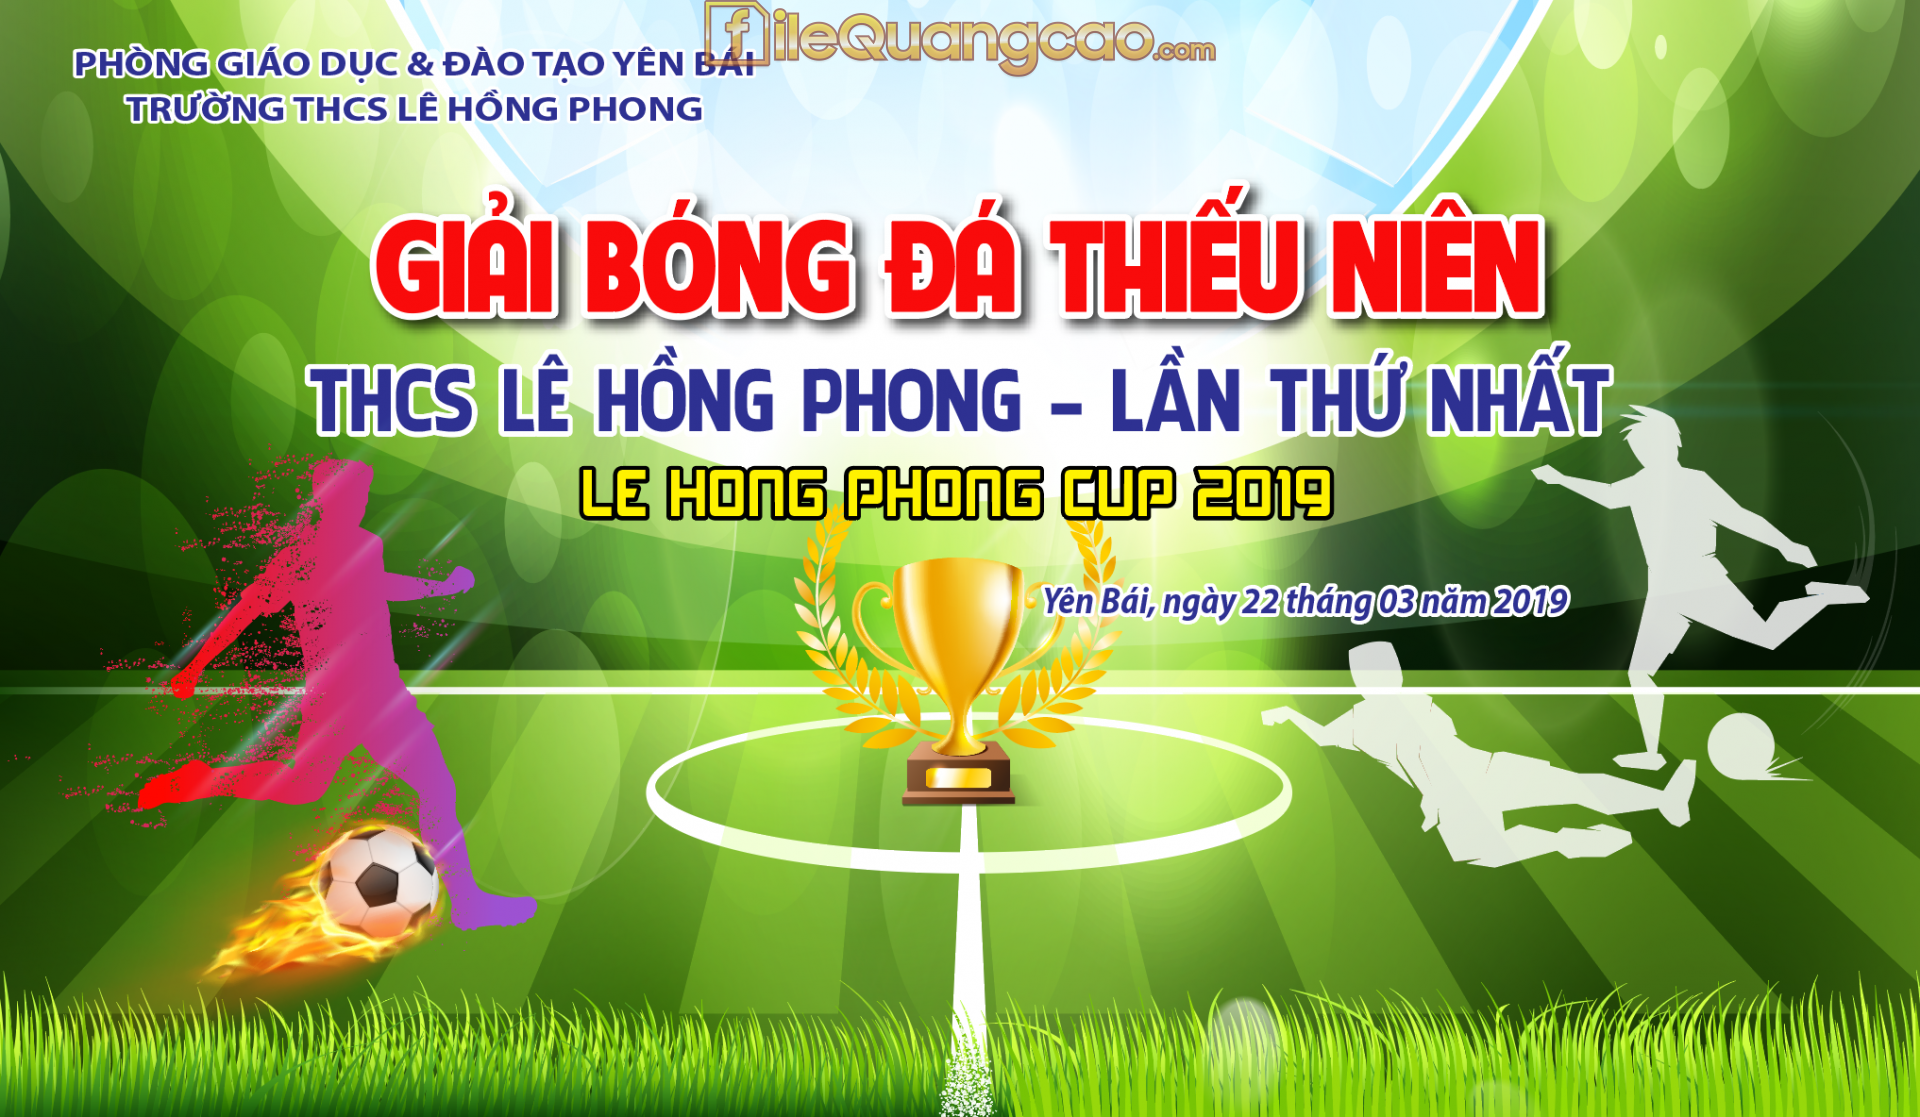 fileQuangcao.com
PHÒNG GIÁO DỤC & ĐÀO TẠO YÊN BÁI
TRƯỜNG THCS LÊ HỒNG PHONG
GIẢI BÓNG ĐÁ THIẾU NIÊN
THCS LÊ HỒNG PHONG - LẦN THỨ NHẤT
LE HONG PHONG CUP 2019
Yên Bái, ngày 22 tháng 03 năm 2019